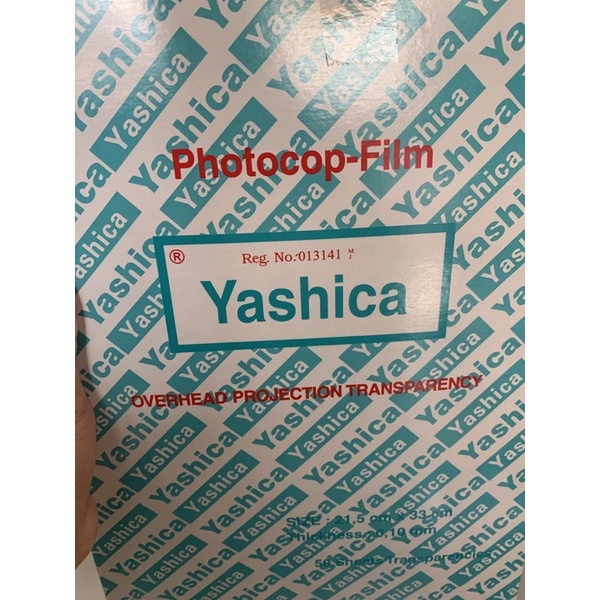 Photocop-Film
® Reg. No.:013141 M/
Yashica
OVERHEAD PROJECTION TRANSPARENCY
SIZE : 21,5 cm x 33 cm
Thickness : 0,10 mm
50 Sheets Transparencies